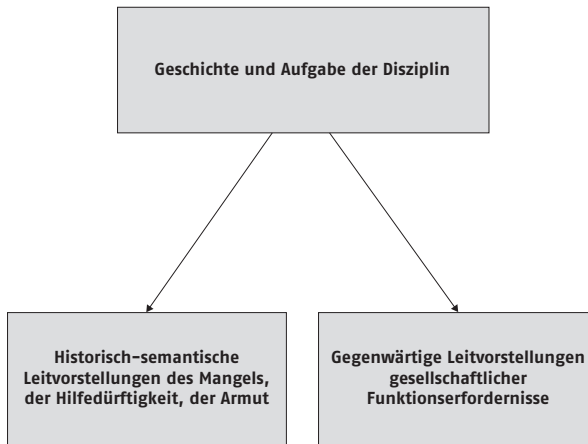 Geschichte und Aufgabe der Disziplin
Historisch-semantische
Leitvorstellungen des Mangels,
der Hilfedürftigkeit, der Armut
Gegenwärtige Leitvorstellungen
gesellschaftlicher
Funktionserfordernisse